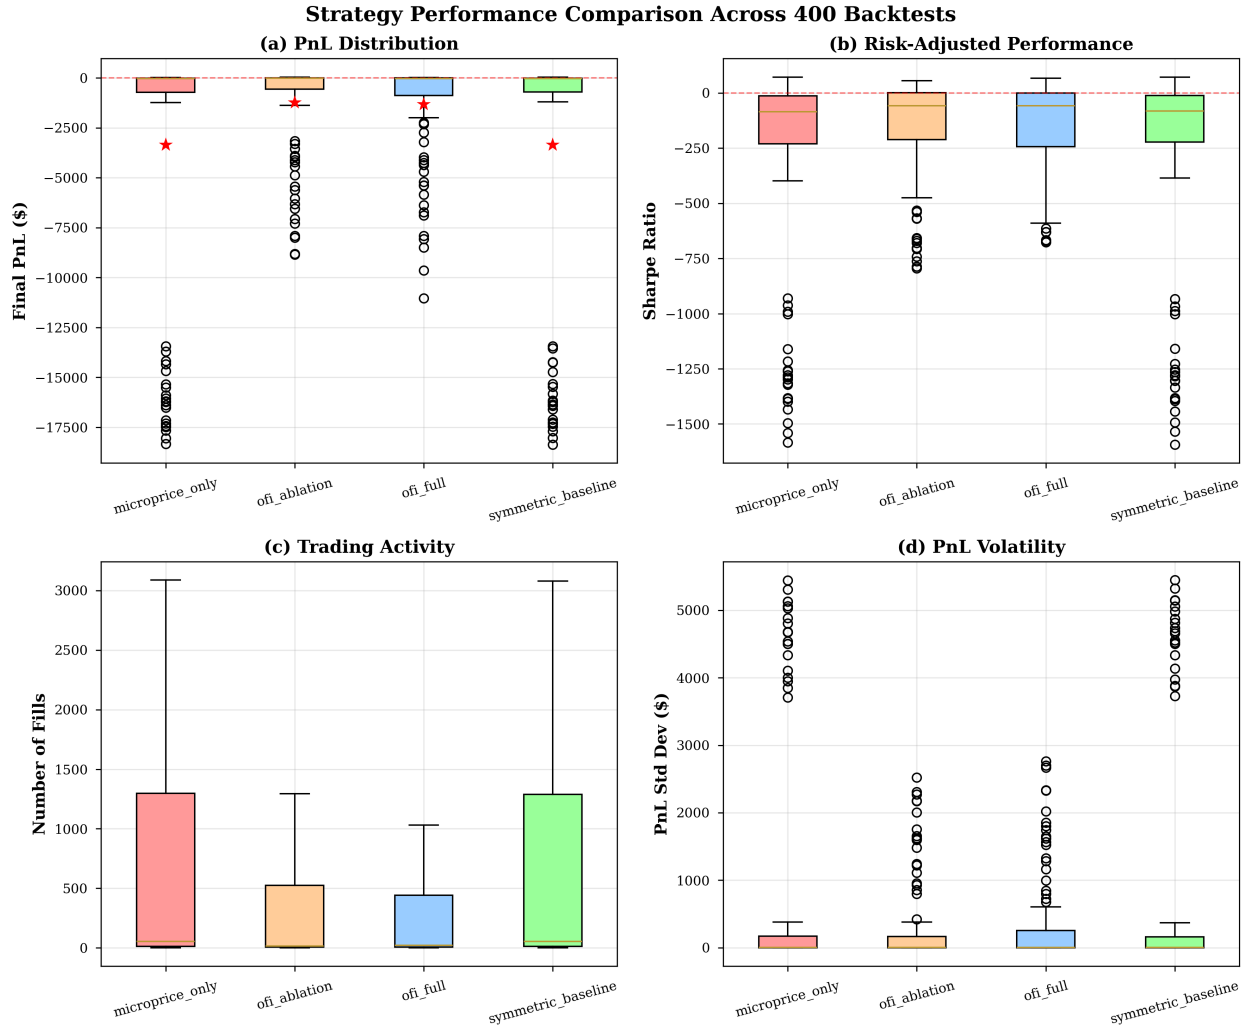 Strategy Performance Comparison Across 400 Backtests
(a) PnL Distribution
Final PnL ($)
0
−2500
−5000
−7500
−10000
−12500
−15000
−17500
microprice_only
ofi_ablation
ofi_full
symmetric_baseline
(b) Risk-Adjusted Performance
Sharpe Ratio
0
−250
−500
−750
−1000
−1250
−1500
microprice_only
ofi_ablation
ofi_full
symmetric_baseline
(c) Trading Activity
Number of Fills
3000
2500
2000
1500
1000
500
0
microprice_only
ofi_ablation
ofi_full
symmetric_baseline
(d) PnL Volatility
PnL Std Dev ($)
5000
4000
3000
2000
1000
0
microprice_only
ofi_ablation
ofi_full
symmetric_baseline